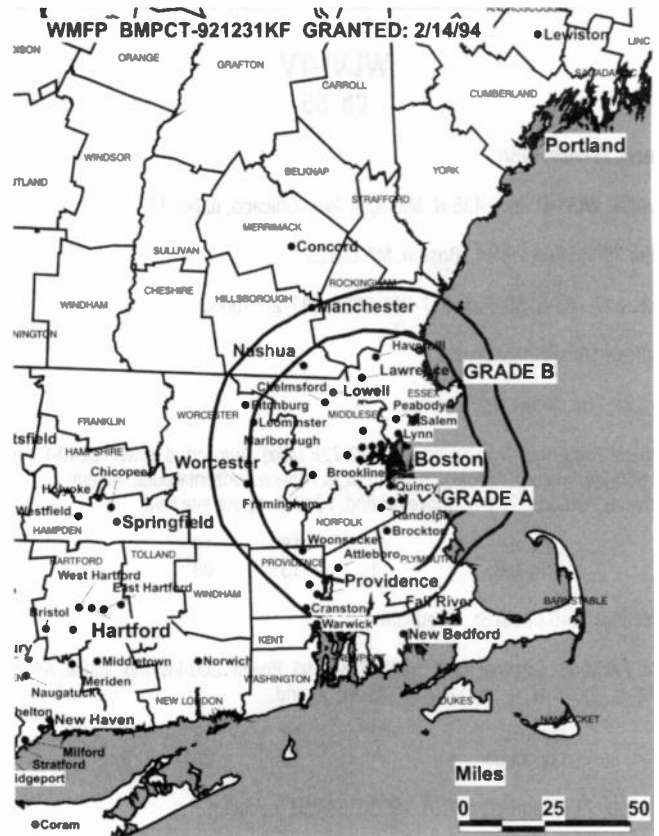 WMFP BMPCT-921231KF GRANTED: 2/14/94
ANDROSCOGGIN
Lewiston
LINC
ORANGE
GRAFTON
CARROLL
CUMBERLAND
SAGADAHOC
Portland
WINDSOR
BELKNAP
YORK
STRAFFORD
MERRIMACK
Concord
SULLIVAN
ROCKINGHAM
CHESHIRE
HILLSBOROUGH
Manchester
WINDHAM
Nashua
Haverhill
Lawrence
GRADE B
Chelmsford
Lowell
ESSEX
Fitchburg
MIDDLESEX
Peabody
WORCESTER
Salem
FRANKLIN
Leominster
Lynn
Marlborough
HAMPSHIRE
Worcester
Boston
Chicopee
Brookline
Holyoke
Quincy
Westfield
Framingham
GRADE A
Springfield
NORFOLK
Randolph
HAMPDEN
Woonsocket
Brockton
HARTFORD
TOLLAND
Attleboro
PLYMOUTH
West Hartford
PROVIDENCE
East Hartford
WINDHAM
Providence
BARNSTABLE
Bristol
Cranston
Fall River
Hartford
Warwick
New Bedford
KENT
Middletown
Norwich
NEWPORT
Meriden
WASHINGTON
Naugatuck
NEW LONDON
DUKES
NANTUCKET
New Haven
Milford
Stratford
Miles
Coram
0 25 50